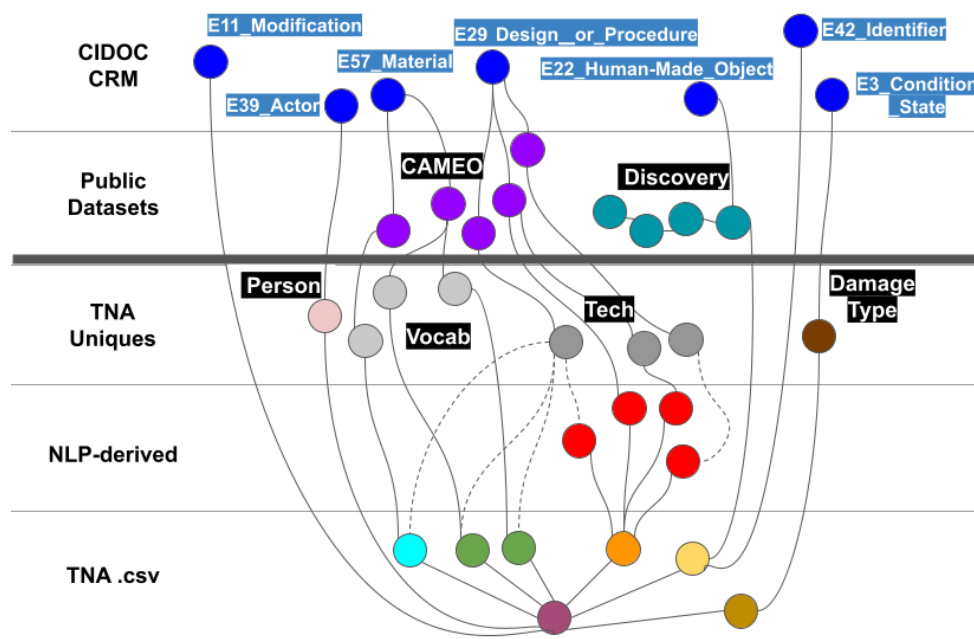 E11_Modification
E29_Design_or_Procedure
E42_Identifier
CIDOC
CRM
E57_Material
E22_Human-Made_Object
E39_Actor
E3_Condition
_State
CAMEO
Public
Datasets
Discovery
Person
Damage
Type
TNA
Uniques
Vocab
Tech
NLP-derived
TNA .csv